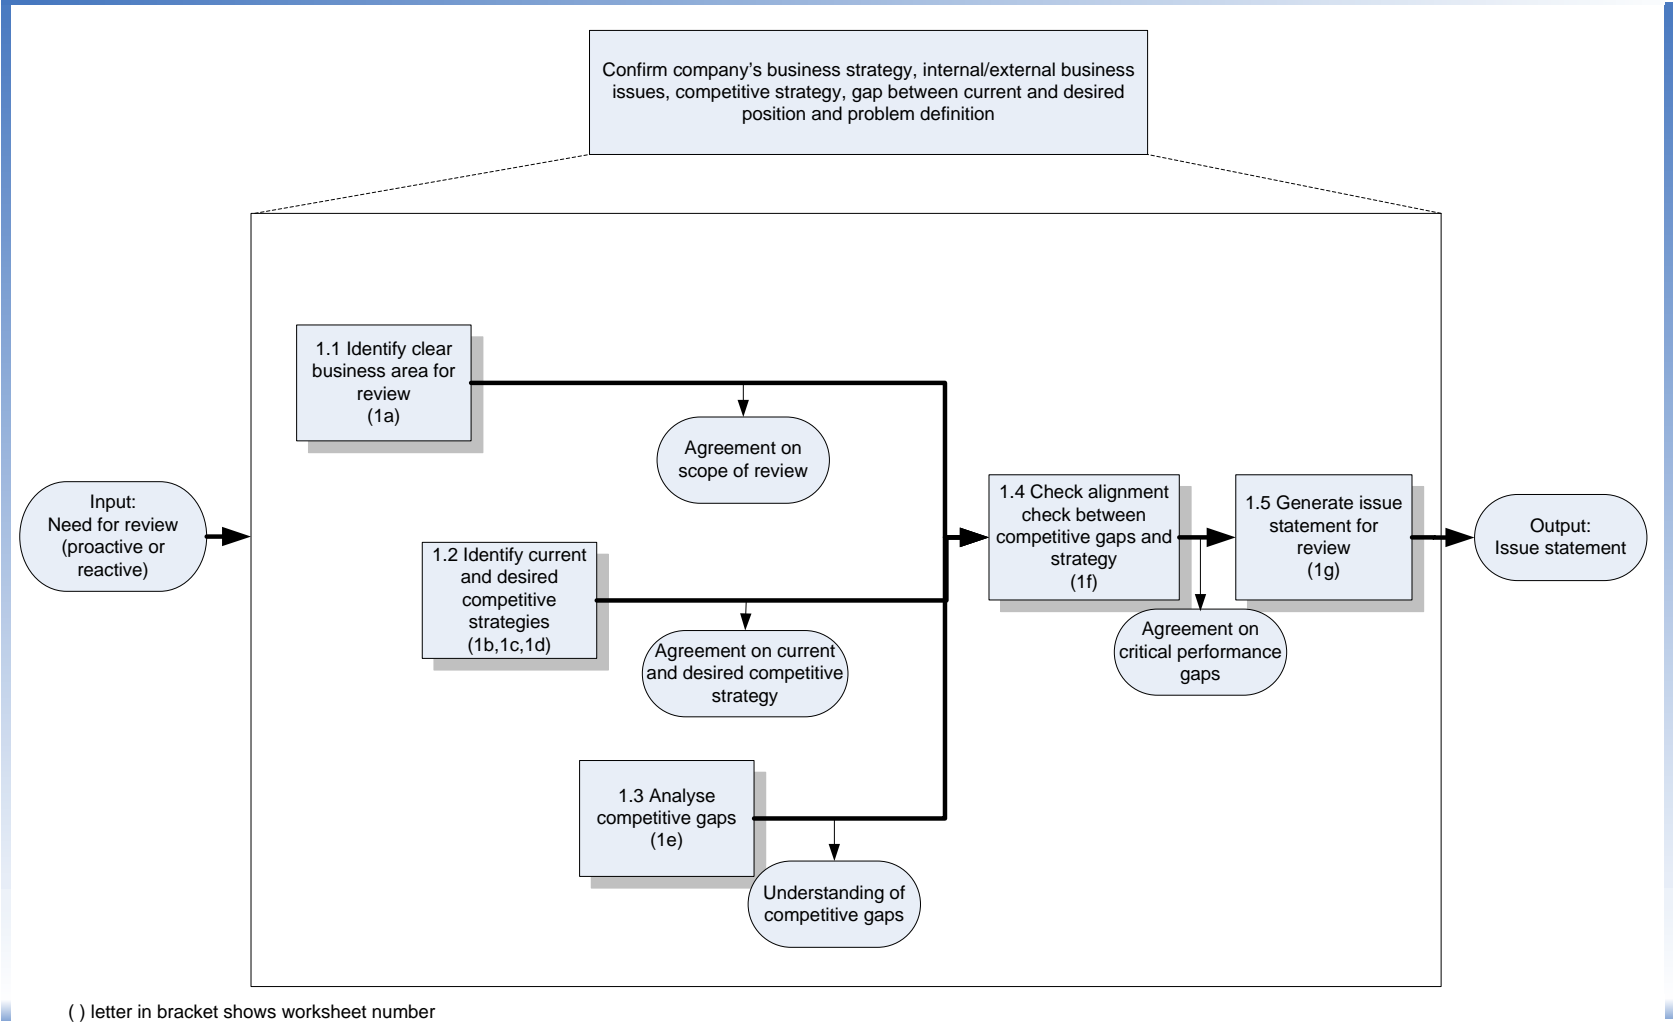 Confirm company's business strategy, internal/external business
issues, competitive strategy, gap between current and desired
position and problem definition
1.1 Identify clear
business area for
review
(1a)
Agreement on
scope of review
Input:
Need for review
(proactive or
reactive)
1.2 Identify current
and desired
competitive
strategies
(1b,1c,1d)
Agreement on current
and desired competitive
strategy
1.3 Analyse
competitive gaps
(1e)
Understanding of
competitive gaps
1.4 Check alignment
check between
competitive gaps and
strategy
(1f)
Agreement on
critical performance
gaps
1.5 Generate issue
statement for
review
(1g)
Output:
Issue statement
( ) letter in bracket shows worksheet number